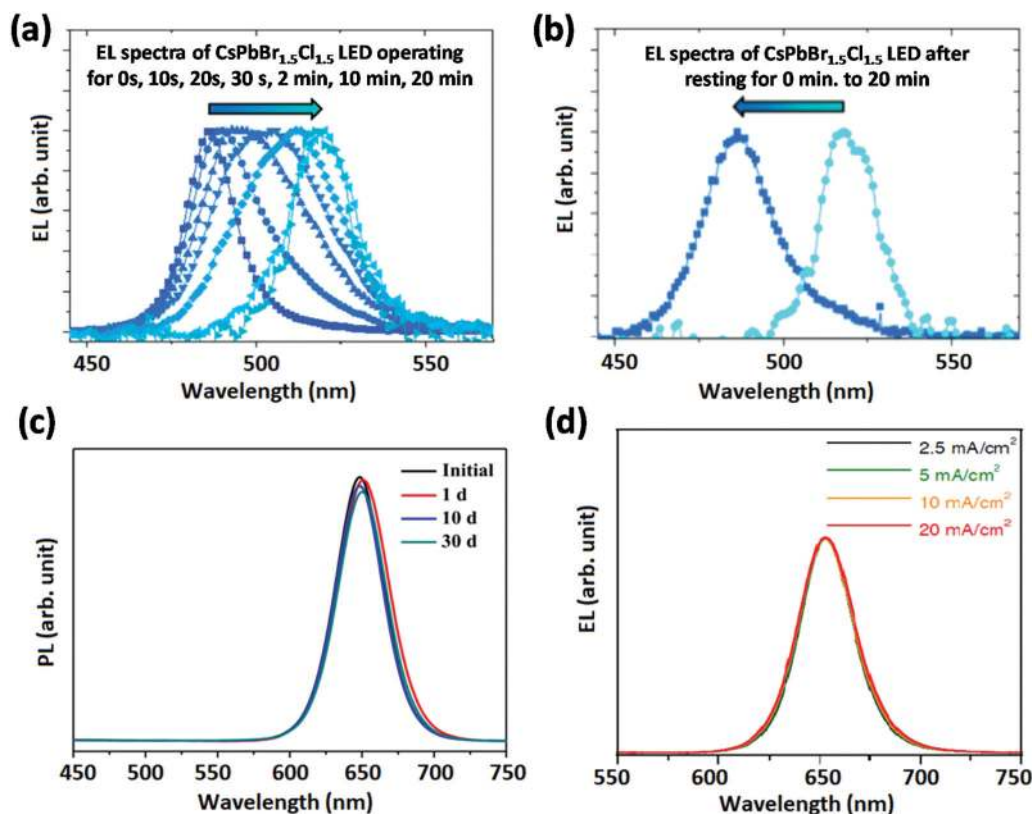 (a)
EL spectra of CsPbBr1.5Cl1.5 LED operating
for 0s, 10s, 20s, 30 s, 2 min, 10 min, 20 min
EL (arb. unit)
450 500 550
Wavelength (nm)
(b)
EL spectra of CsPbBr1.5Cl1.5 LED after
resting for 0 min. to 20 min
EL (arb. unit)
450 500 550
Wavelength (nm)
(c)
Initial
1 d
10 d
30 d
PL (arb. unit)
450 500 550 600 650 700 750
Wavelength (nm)
(d)
2.5 mA/cm²
5 mA/cm²
10 mA/cm²
20 mA/cm²
EL (arb. unit)
550 600 650 700 750
Wavelength (nm)